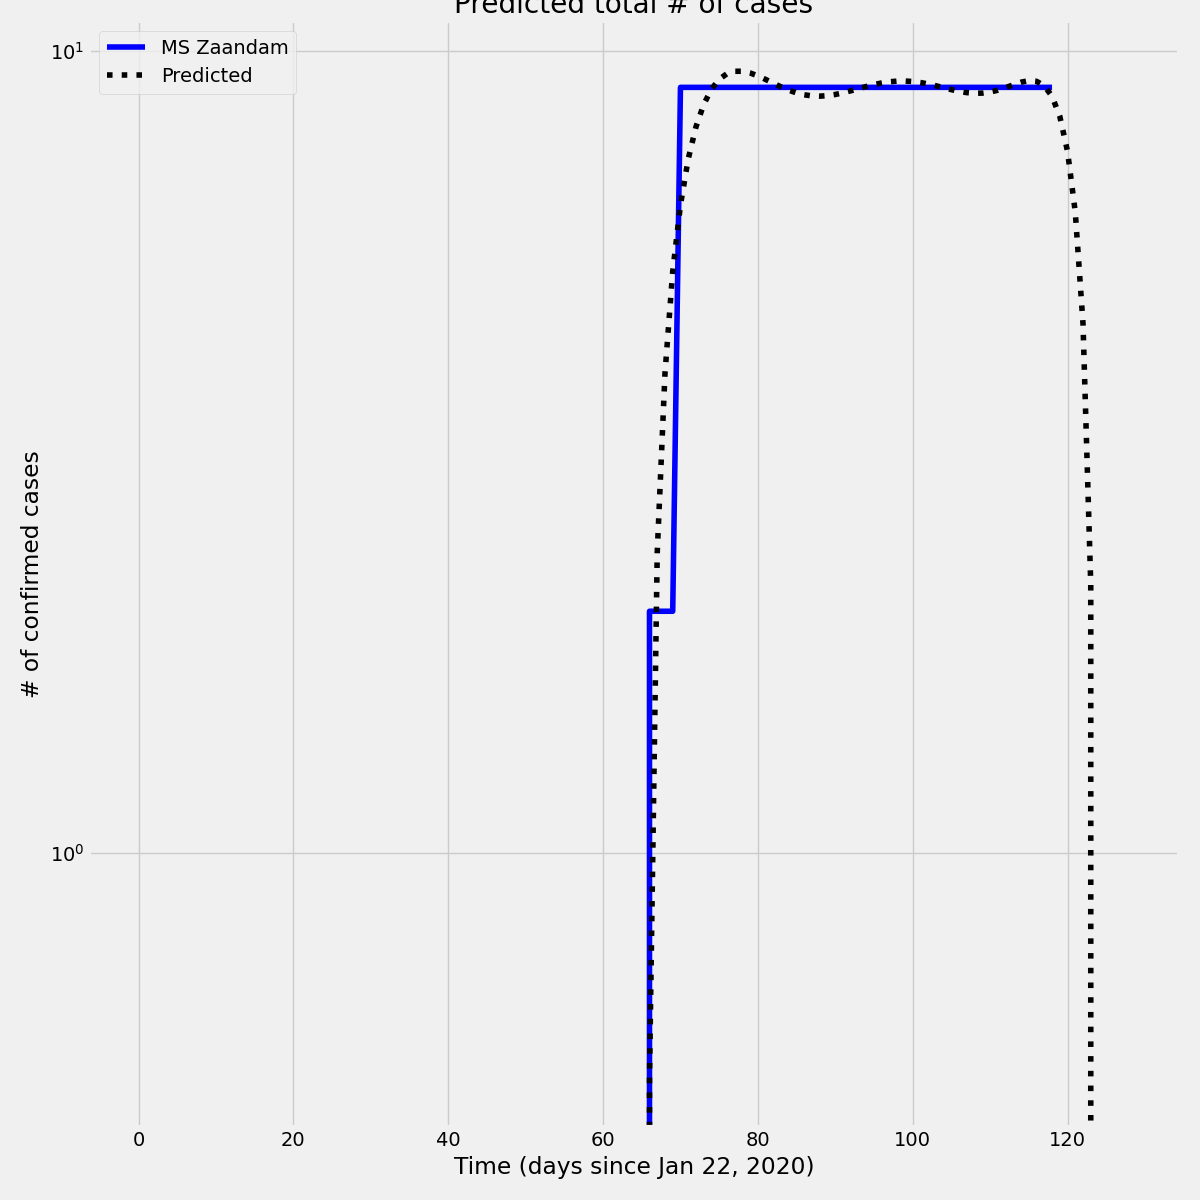 Predicted total # of cases
MS Zaandam
Predicted
10¹
10⁰
# of confirmed cases
0 20 40 60 80 100 120
Time (days since Jan 22, 2020)